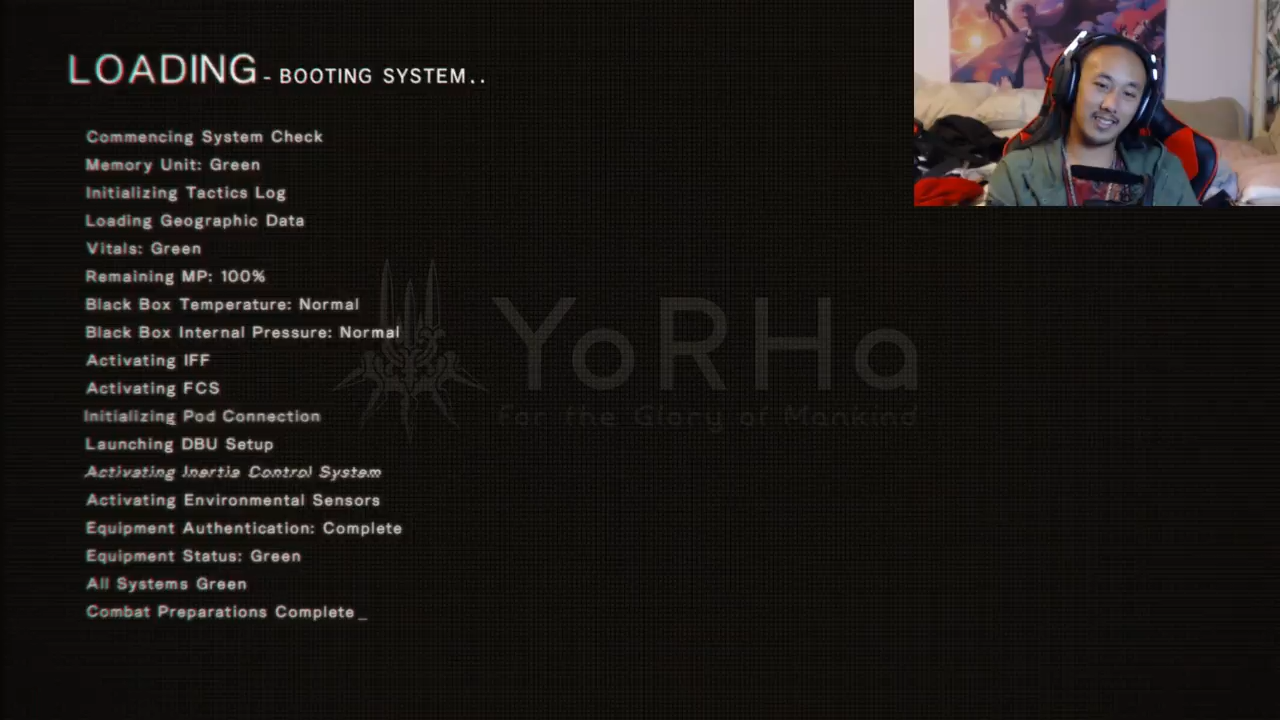 LOADING - BOOTING SYSTEM..
Commencing System Check
Memory Unit: Green
Initializing Tactics Log
Loading Geographic Data
Vitals: Green
Remaining MP: 100%
Black Box Temperature: Normal
Black Box Internal Pressure: Normal
Activating IFF
Activating FCS
Initializing Pod Connection
Launching DBU Setup
Activating Inertia Control System
Activating Environmental Sensors
Equipment Authentication: Complete
Equipment Status: Green
All Systems Green
Combat Preparations Complete_
YoRHa
For the Glory of Mankind